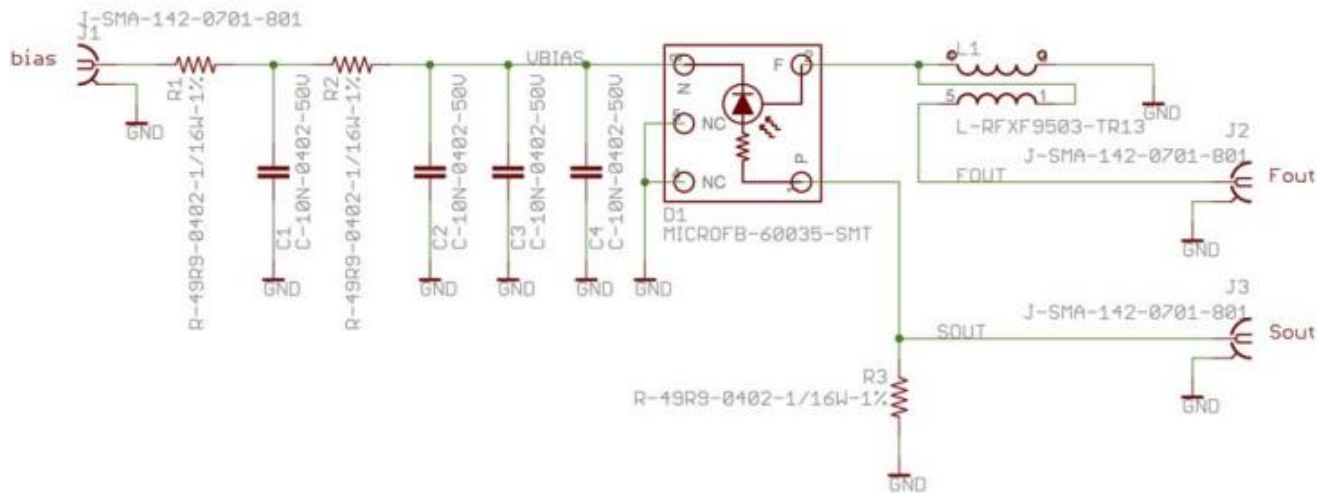 J-SMA-142-0701-801
J1
bias
GND
R1
R-49R9-0402-1/16W-1%
C1
C-10N-0402-50V
GND
R2
R-49R9-0402-1/16W-1%
C2
C-10N-0402-50V
GND
C3
C-10N-0402-50V
GND
C4
C-10N-0402-50V
GND
VBIAS
N
NC
NC
F
P
D1
MICROFB-60035-SMT
GND
L1
5
1
L-RFXF9503-TR13
GND
J2
J-SMA-142-0701-801
FOUT
Fout
GND
J3
J-SMA-142-0701-801
SOUT
Sout
GND
R3
R-49R9-0402-1/16W-1%
GND